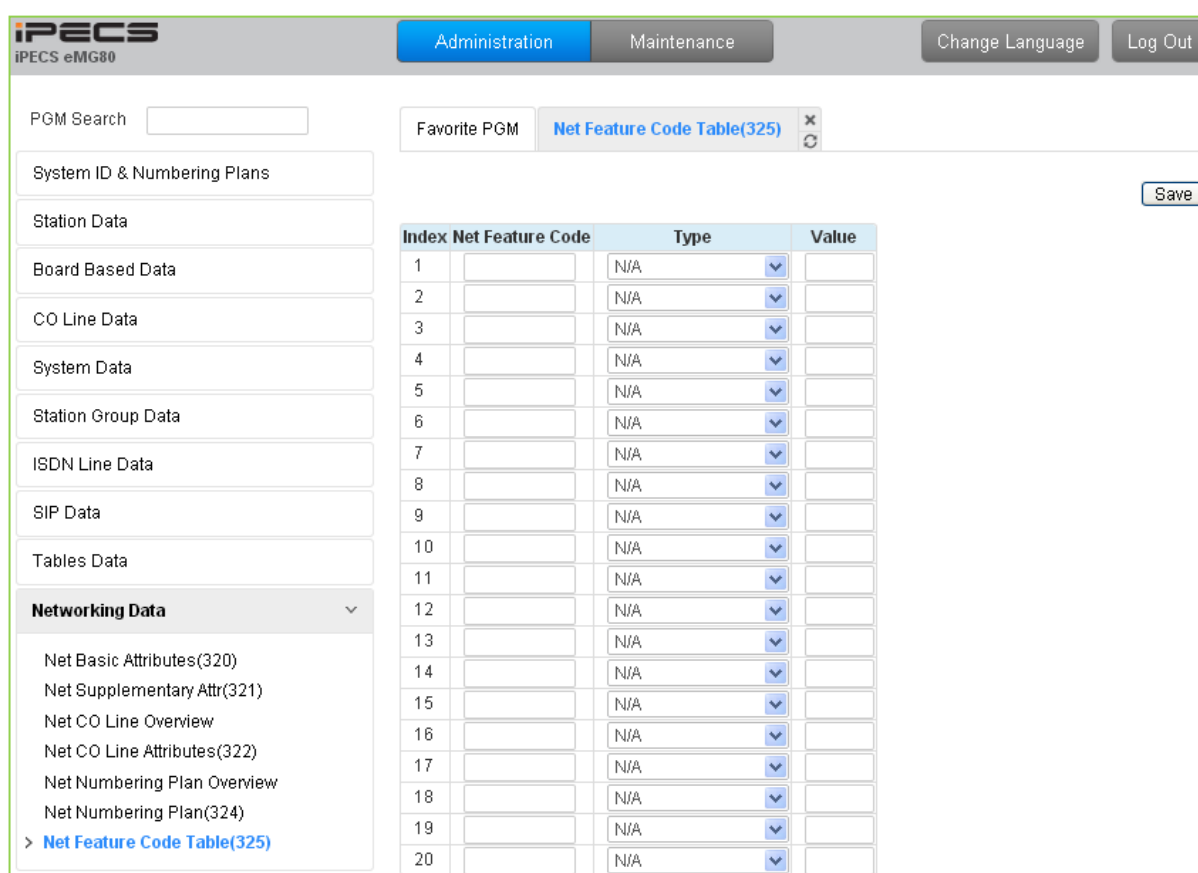 iPECS
iPECS eMG80
Administration
Maintenance
Change Language
Log Out
PGM Search
System ID & Numbering Plans
Station Data
Board Based Data
CO Line Data
System Data
Station Group Data
ISDN Line Data
SIP Data
Tables Data
Networking Data
Net Basic Attributes(320)
Net Supplementary Attr(321)
Net CO Line Overview
Net CO Line Attributes(322)
Net Numbering Plan Overview
Net Numbering Plan(324)
> Net Feature Code Table(325)
Favorite PGM
Net Feature Code Table(325)
Save
Index Net Feature Code Type Value
1 N/A
2 N/A
3 N/A
4 N/A
5 N/A
6 N/A
7 N/A
8 N/A
9 N/A
10 N/A
11 N/A
12 N/A
13 N/A
14 N/A
15 N/A
16 N/A
17 N/A
18 N/A
19 N/A
20 N/A